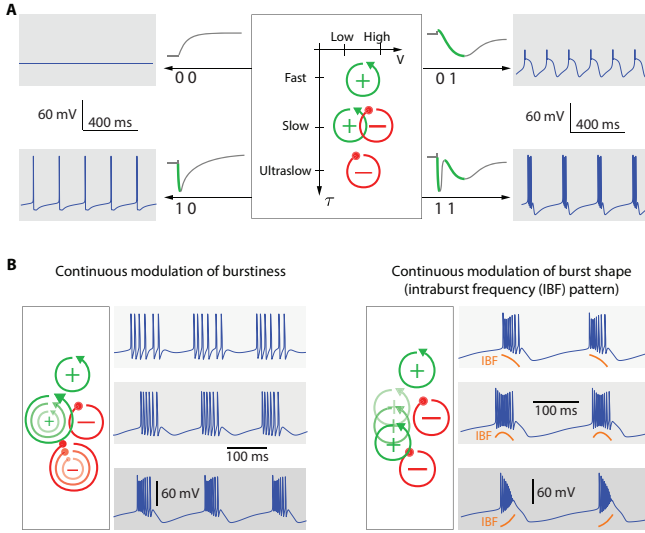 A
Low High
V
Fast
Slow
Ultraslow
τ
+
+ −
−
0 0
0 1
60 mV
400 ms
60 mV
400 ms
1 0
1 1
B
Continuous modulation of burstiness
Continuous modulation of burst shape
(intraburst frequency (IBF) pattern)
+
+ −
−
100 ms
60 mV
+
−
+
−
IBF
IBF
100 ms
IBF
60 mV